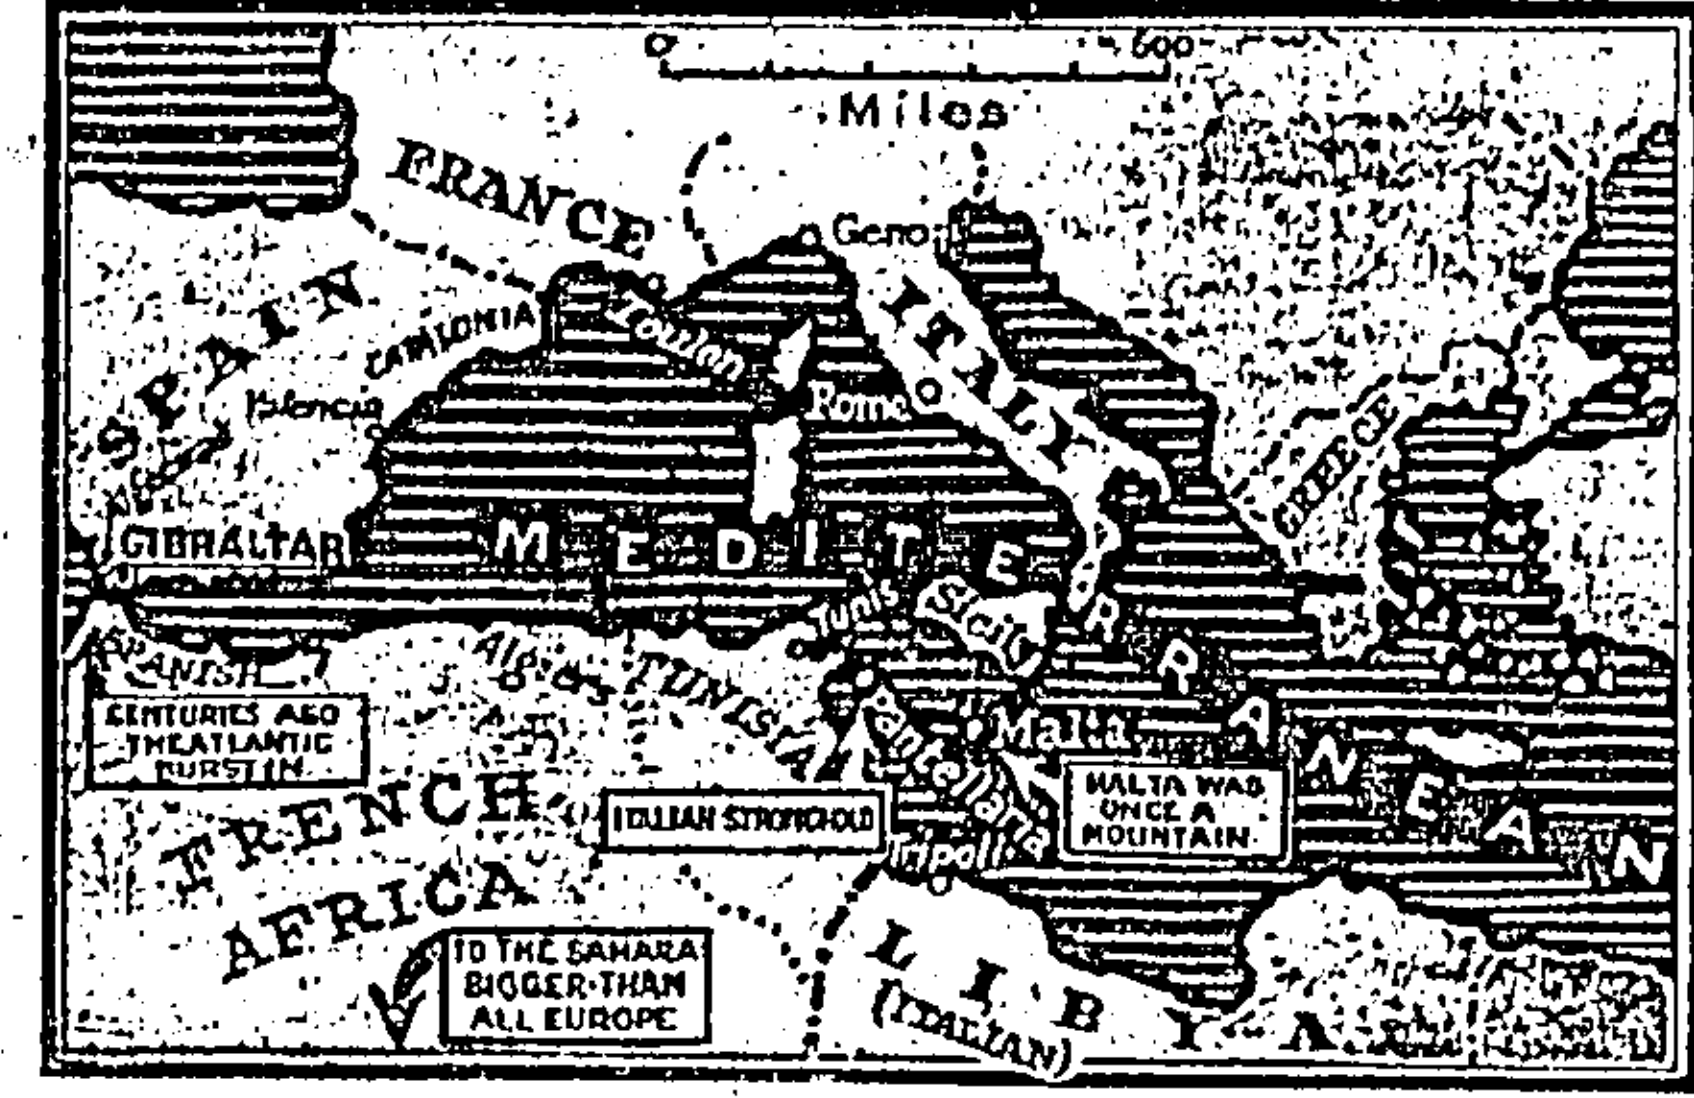 0 600
Miles
FRANCE
Geno
SPAIN
CATALONIA
Toulon
ITALY
Valencia
Rome
GREECE
GIBRALTAR
MEDITERRANEAN
Tunis
Sicily
SPANISH
Algiers
TUNISIA
CENTURIES AGO
THE ATLANTIC
BURST IN.
Pantellaria
Malta
MALTA WAS
ONCE A
MOUNTAIN.
FRENCH
AFRICA
ITALIAN STRONGHOLD
Tripoli
TO THE SAHARA
BIGGER THAN
ALL EUROPE
LIBYA
(ITALIAN)